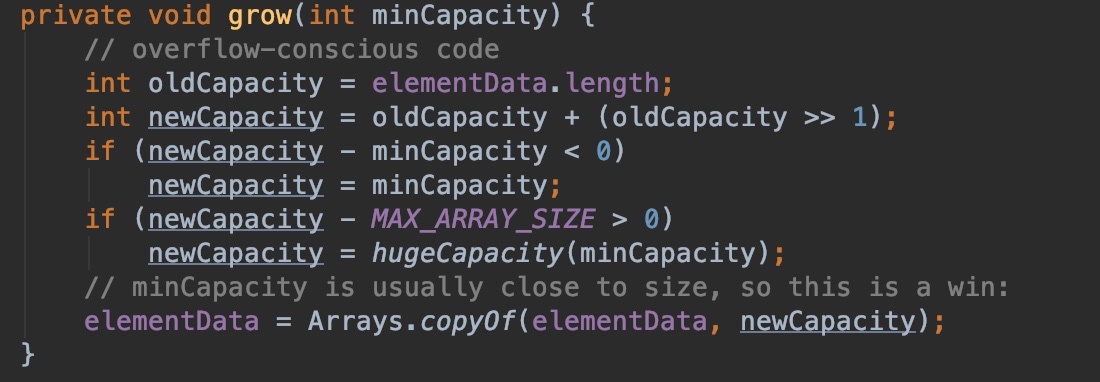 private void grow(int minCapacity) {
    // overflow-conscious code
    int oldCapacity = elementData.length;
    int newCapacity = oldCapacity + (oldCapacity >> 1);
    if (newCapacity - minCapacity < 0)
        newCapacity = minCapacity;
    if (newCapacity - MAX_ARRAY_SIZE > 0)
        newCapacity = hugeCapacity(minCapacity);
    // minCapacity is usually close to size, so this is a win:
    elementData = Arrays.copyOf(elementData, newCapacity);
}